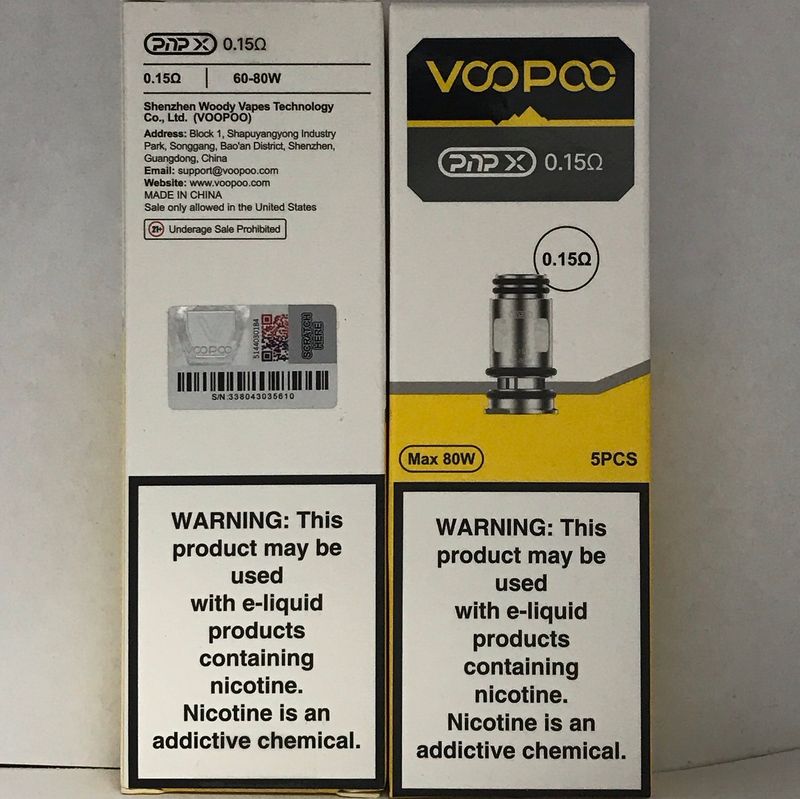 PNP X 0.15Ω
0.15Ω | 60-80W
Shenzhen Woody Vapes Technology
Co., Ltd. (VOOPOO)
Address: Block 1, Shapuyangyong Industry
Park, Songgang, Bao'an District, Shenzhen,
Guangdong, China
Email: support@voopoo.com
Website: www.voopoo.com
MADE IN CHINA
Sale only allowed in the United States
21+ Underage Sale Prohibited
VOOPOO
SCRATCH
HERE
S/N:338043035610
WARNING: This
product may be
used
with e-liquid
products
containing
nicotine.
Nicotine is an
addictive chemical.
VOOPOO
PNP X 0.15Ω
0.15Ω
Max 80W
5PCS
WARNING: This
product may be
used
with e-liquid
products
containing
nicotine.
Nicotine is an
addictive chemical.